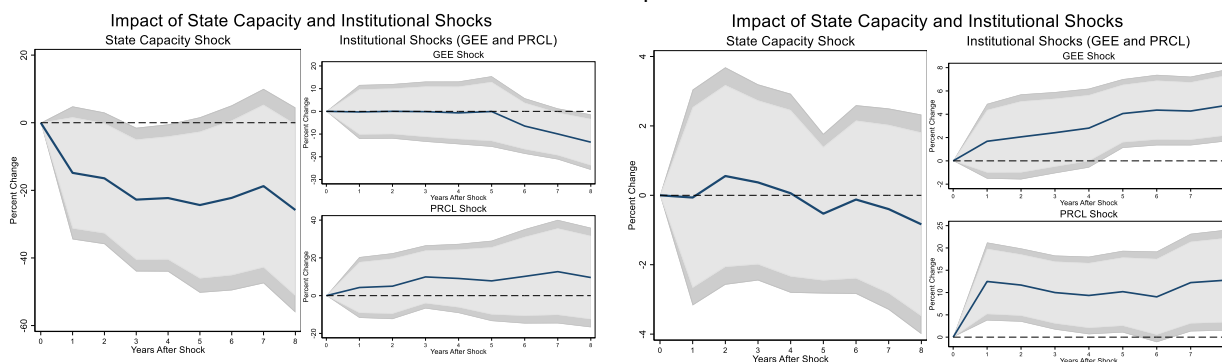 Impact of State Capacity and Institutional Shocks
State Capacity Shock
Percent Change
20
0
-20
-40
-60
0 1 2 3 4 5 6 7 8
Years After Shock
Institutional Shocks (GEE and PRCL)
GEE Shock
Percent Change
20
10
0
-10
-20
-30
0 1 2 3 4 5 6 7 8
Years After Shock
PRCL Shock
Percent Change
40
20
0
-20
0 1 2 3 4 5 6 7 8
Years After Shock
Impact of State Capacity and Institutional Shocks
State Capacity Shock
Percent Change
4
2
0
-2
-4
0 1 2 3 4 5 6 7 8
Years After Shock
Institutional Shocks (GEE and PRCL)
GEE Shock
Percent Change
8
6
4
2
0
-2
0 1 2 3 4 5 6 7
Years After Shock
PRCL Shock
Percent Change
25
20
15
10
5
0
0 1 2 3 4 5 6 7
Years After Shock